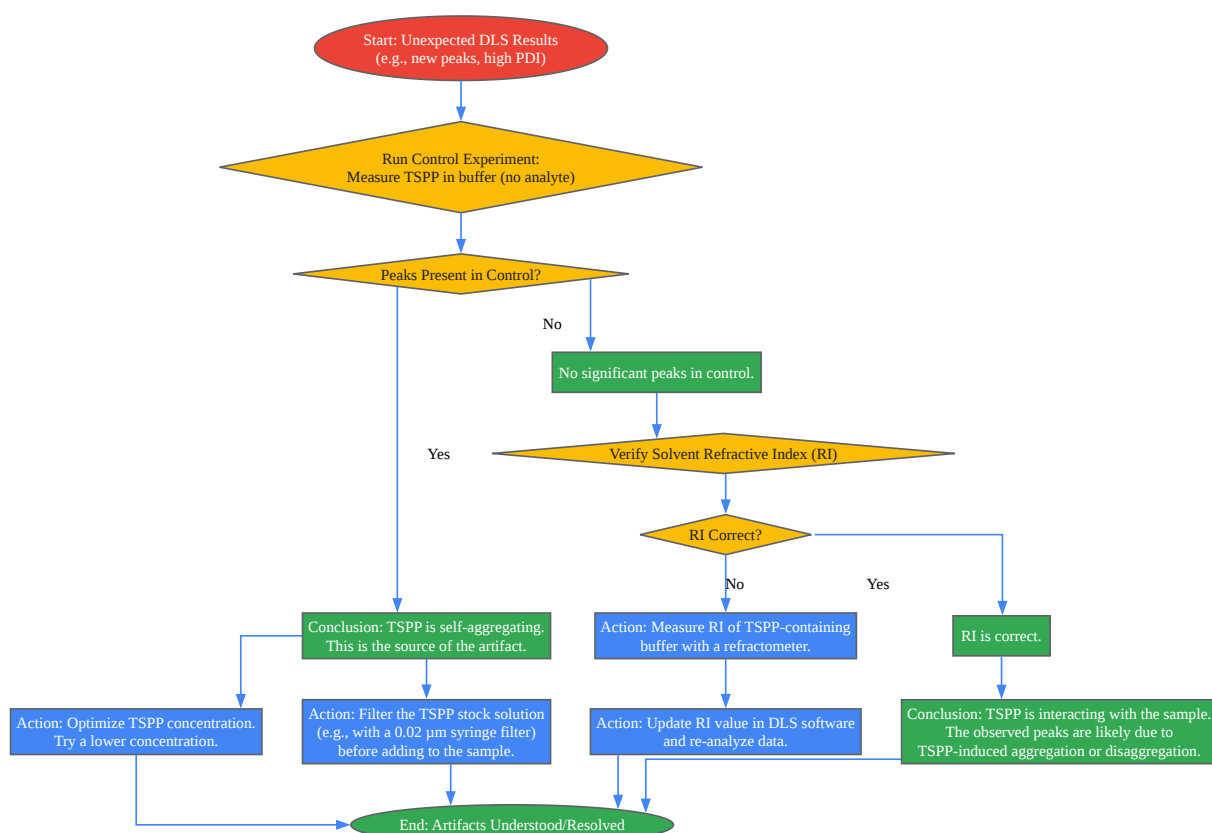 Start: Unexpected DLS Results
(e.g., new peaks, high PDI)
Run Control Experiment:
Measure TSPP in buffer (no analyte)
Peaks Present in Control?
No
No significant peaks in control.
Yes
Verify Solvent Refractive Index (RI)
RI Correct?
No
Yes
Conclusion: TSPP is self-aggregating.
This is the source of the artifact.
Action: Measure RI of TSPP-containing
buffer with a refractometer.
RI is correct.
Action: Optimize TSPP concentration.
Try a lower concentration.
Action: Filter the TSPP stock solution
(e.g., with a 0.02 µm syringe filter)
before adding to the sample.
Action: Update RI value in DLS software
and re-analyze data.
Conclusion: TSPP is interacting with the sample.
The observed peaks are likely due to
TSPP-induced aggregation or disaggregation.
End: Artifacts Understood/Resolved